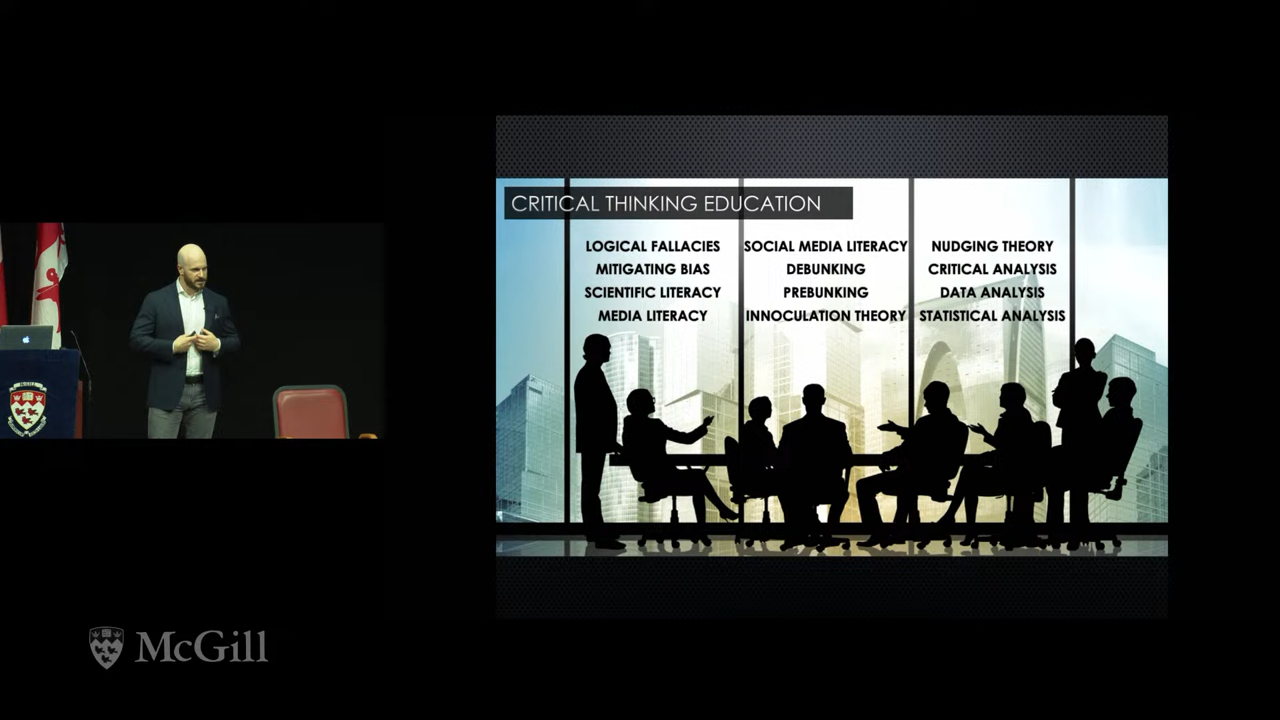 CRITICAL THINKING EDUCATION
LOGICAL FALLACIES
MITIGATING BIAS
SCIENTIFIC LITERACY
MEDIA LITERACY
SOCIAL MEDIA LITERACY
DEBUNKING
PREBUNKING
INNOCULATION THEORY
NUDGING THEORY
CRITICAL ANALYSIS
DATA ANALYSIS
STATISTICAL ANALYSIS
McGill